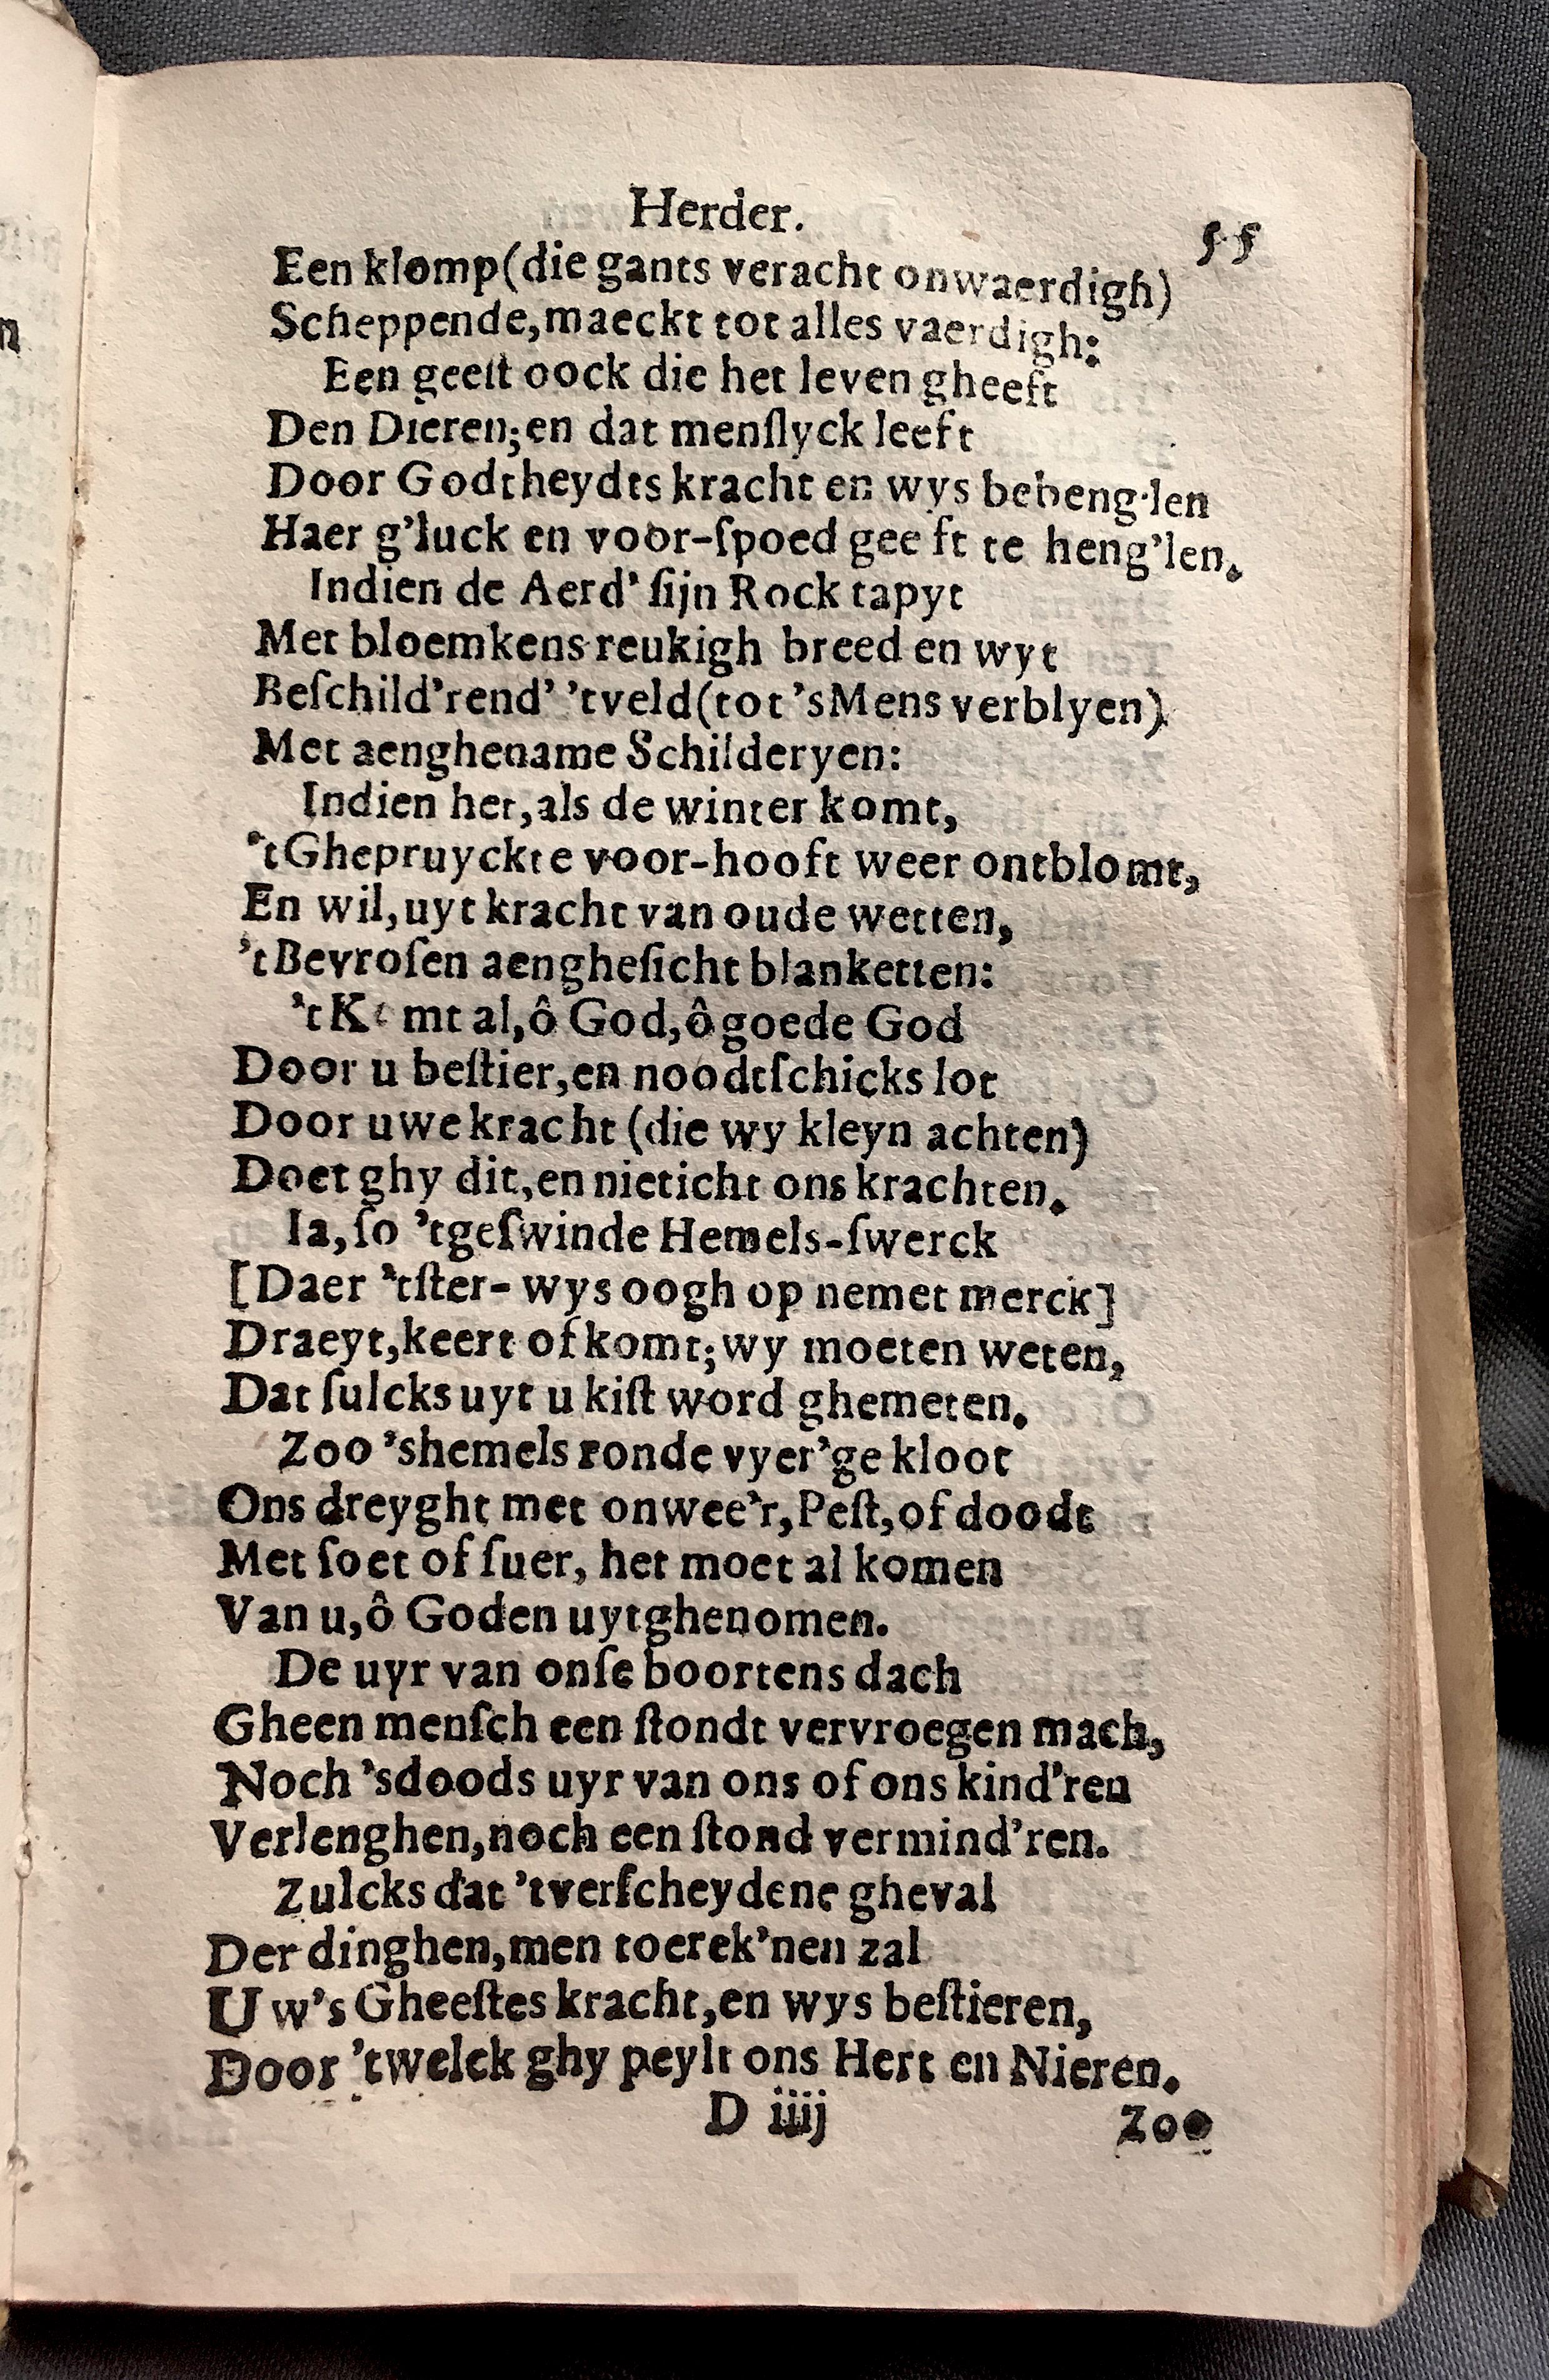 Herder.
55
Een klomp(die gants veracht onwaerdigh)
Scheppende,maeckt tot alles vaerdigh:
Een geeſt oock die het leven gheeft
Den Dieren;en dat menſlyck leeft
Door Godtheydts kracht en wys beheng'len
Haer g'luck en voor-ſpoed geeft te heng'len.
Indien de Aerd' ſijn Rock tapyt
Met bloemkens reukigh breed en wyt
Beſchild'rend' 'tveld(tot 'sMens verblyen)
Met aenghename Schilderyen:
Indien het,als de winter komt,
'tGhepruyckte voor-hooft weer ontblomt,
En wil,uyt kracht van oude wetten,
'tBevroſen aengheſicht blanketten:
'tK mt al,ô God,ô goede God
Door u beſtier,en noodtſchicks lot
Door uwe kracht (die wy kleyn achten)
Doet ghy dit,en nieticht ons krachten.
Ia,ſo 'tgeſwinde Hemels-ſwerck
[Daer 'tſter-wys oogh op nemet merck]
Draeyt,keert of komt;wy moeten weten,
Dat ſulcks uyt u kiſt word ghemeten.
Zoo 'shemels ronde vyer'ge kloot
Ons dreyght met onwee'r,Peſt,of doodt
Met ſoet of ſuer, het moet al komen
Van u,ô Goden uytghenomen.
De uyr van onſe boortens dach
Gheen menſch een ſtondt vervroegen mach,
Noch 'sdoods uyr van ons of ons kind'ren
Verlenghen,noch een ſtond vermind'ren.
Zulcks dat 'tverſcheydene gheval
Der dinghen,men toerek'nen zal
Uw's Gheeſtes kracht,en wys beſtieren,
Door 'twelck ghy peylt ons Hert en Nieren.
D iiij
Zoo